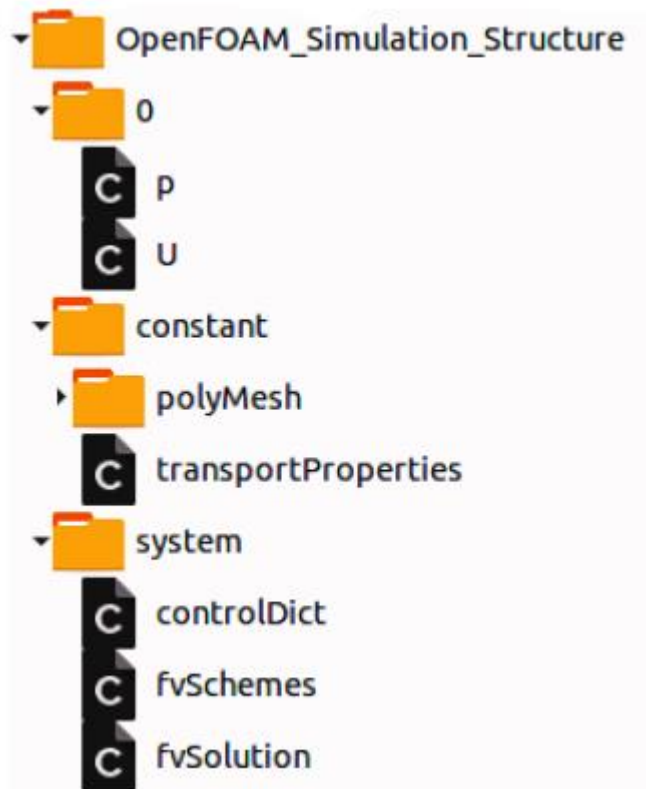 OpenFOAM_Simulation_Structure
0
C p
C U
constant
polyMesh
C transportProperties
system
C controlDict
C fvSchemes
C fvSolution